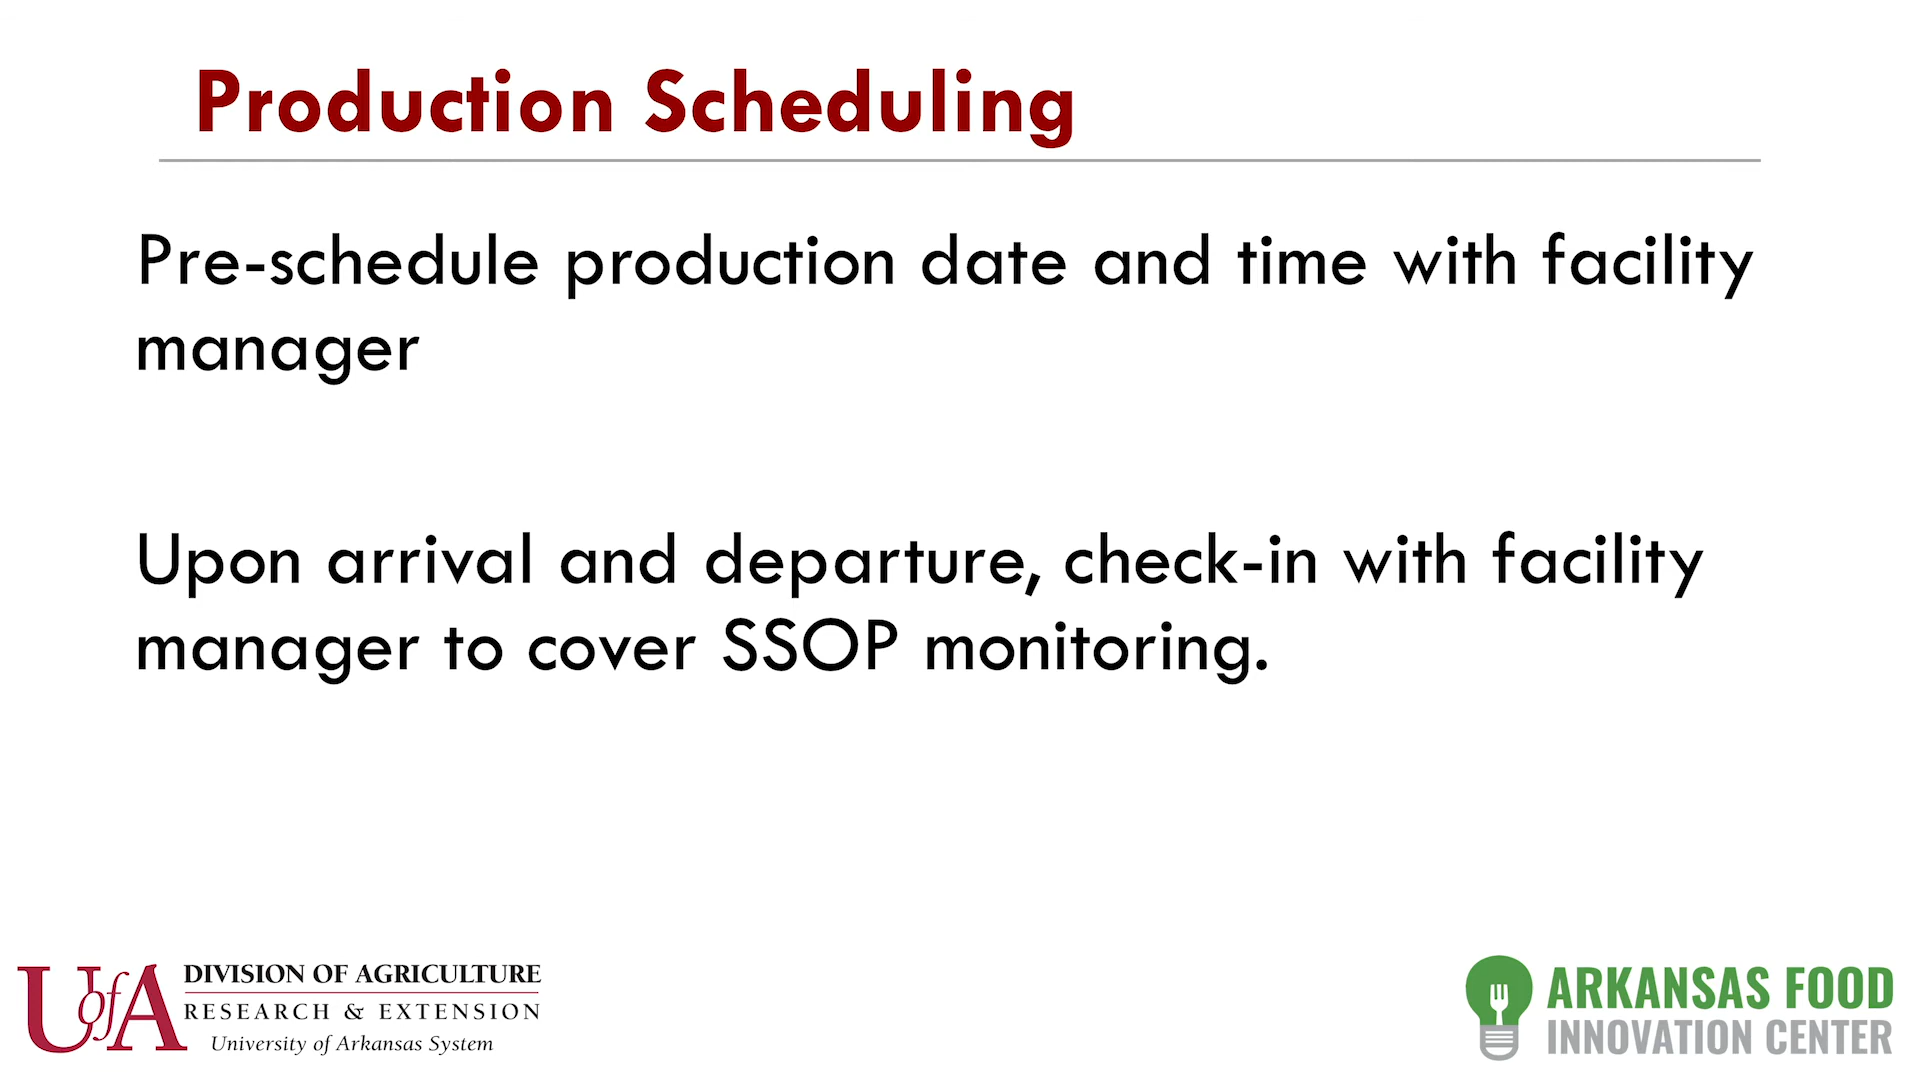 Production Scheduling
Pre-schedule production date and time with facility
manager
Upon arrival and departure, check-in with facility
manager to cover SSOP monitoring.
UofA
DIVISION OF AGRICULTURE
RESEARCH & EXTENSION
University of Arkansas System
ARKANSAS FOOD
INNOVATION CENTER